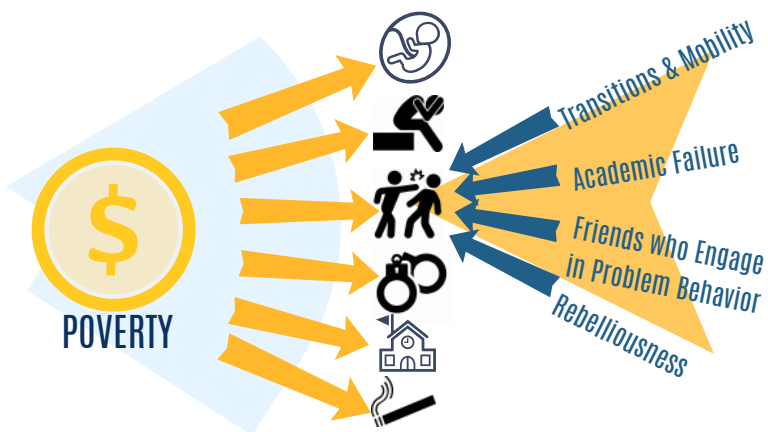 $
POVERTY
Transitions & Mobility
Academic Failure
Friends who Engage
in Problem Behavior
Rebelliousness